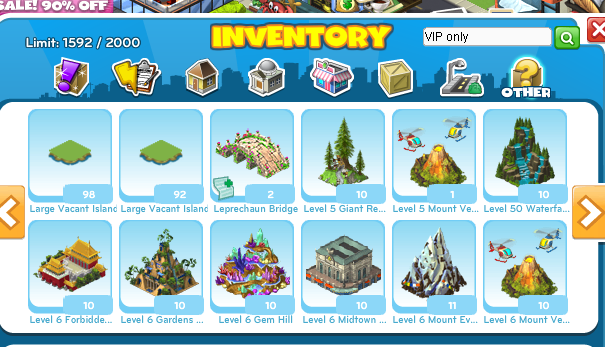 SALE! 90% OFF
Limit: 1592 / 2000
INVENTORY
VIP only
OTHER
98
92
2
10
1
10
Large Vacant Island
Large Vacant Island
Leprechaun Bridge
Level 5 Giant Re...
Level 5 Mount Ve...
Level 50 Waterfa...
10
10
10
10
11
10
Level 6 Forbidde...
Level 6 Gardens ...
Level 6 Gem Hill
Level 6 Midtown ...
Level 6 Mount Ev...
Level 6 Mount Ve...